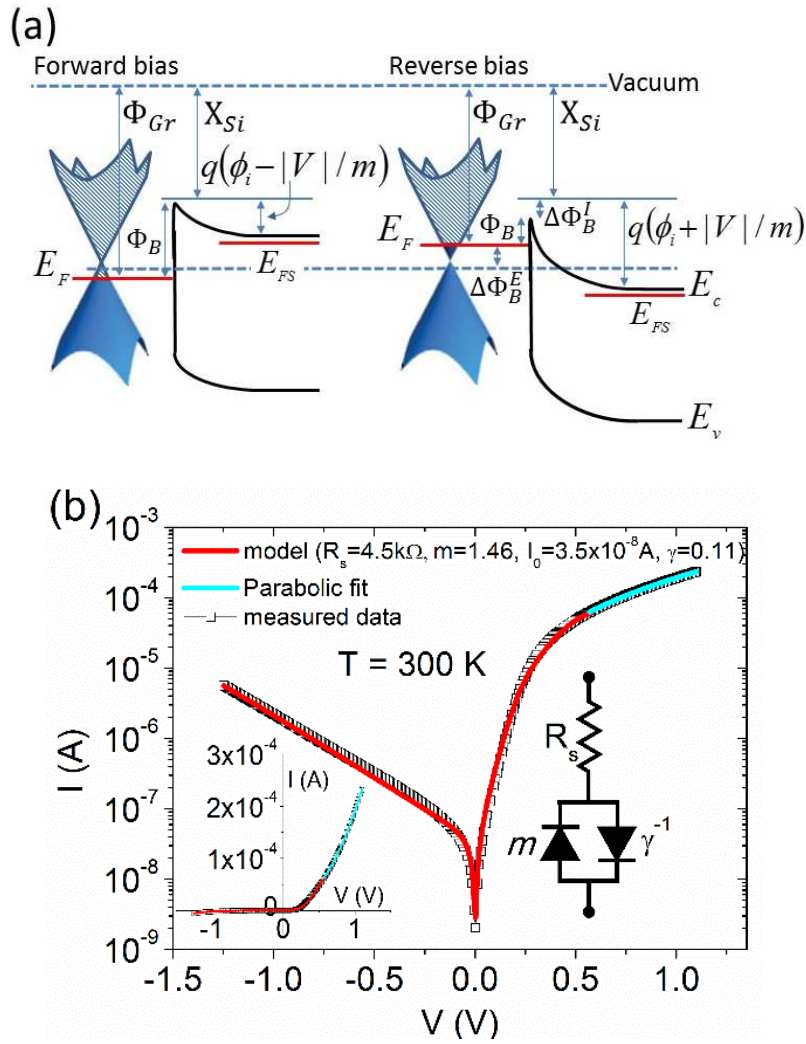 (a)
Forward bias
Reverse bias
Vacuum
Φ_Gr
X_Si
Φ_Gr
X_Si
q(ϕ_i−|V|/m)
Φ_B
E_F
E_FS
Φ_B
ΔΦ_B^I
q(ϕ_i+|V|/m)
E_F
ΔΦ_B^E
E_c
E_FS
E_v
(b)
10^-3
10^-4
10^-5
10^-6
10^-7
10^-8
10^-9
I (A)
model (R_s=4.5kΩ, m=1.46, I_0=3.5x10^-8A, γ=0.11)
Parabolic fit
measured data
T = 300 K
3x10^-4
2x10^-4
1x10^-4
0
I (A)
V (V)
-1 0 1
R_s
m
γ^-1
-1.5 -1.0 -0.5 0.0 0.5 1.0
V (V)